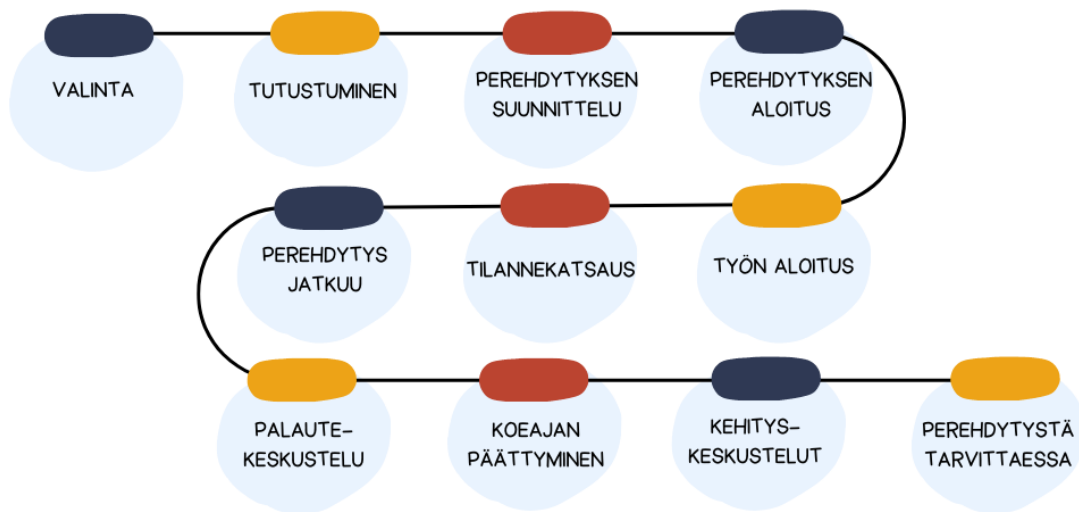 VALINTA
TUTUSTUMINEN
PEREHDYTYKSEN
SUUNNITTELU
PEREHDYTYKSEN
ALOITUS
TYÖN ALOITUS
TILANNEKATSAUS
PEREHDYTYS
JATKUU
PALAUTE-
KESKUSTELU
KOEAJAN
PÄÄTTYMINEN
KEHITYS-
KESKUSTELUT
PEREHDYTYSTÄ
TARVITTAESSA